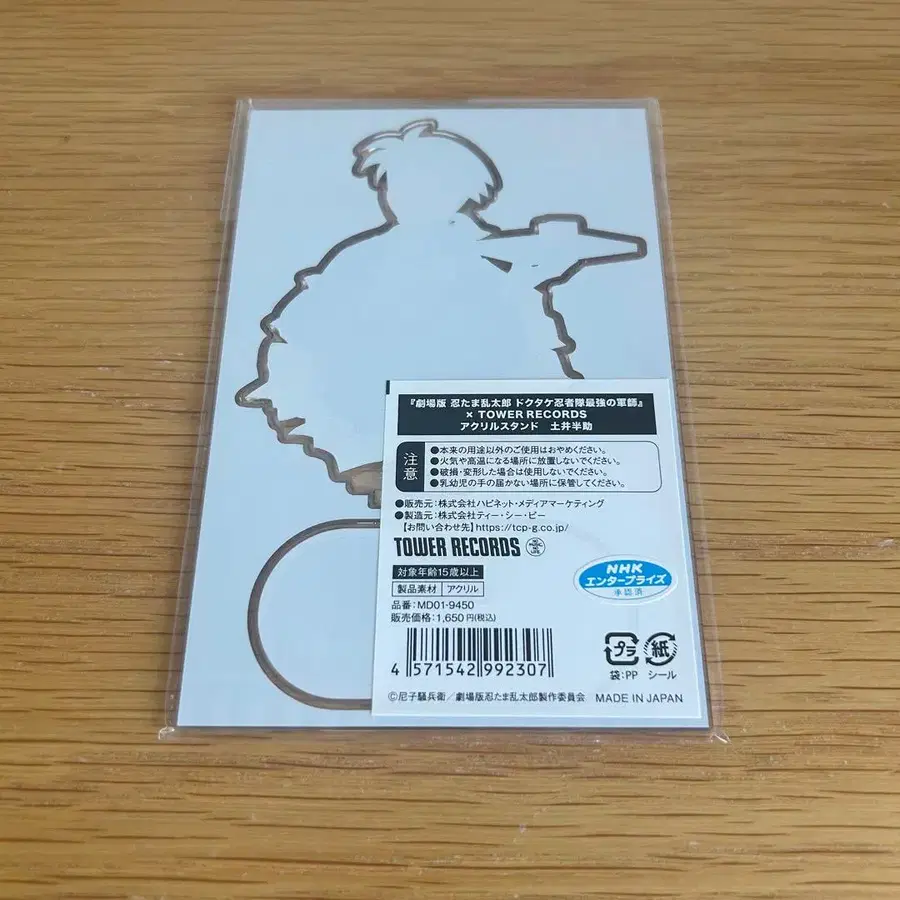 『劇場版 忍たま乱太郎 ドクタケ忍者隊最強の軍師』
× TOWER RECORDS
アクリルスタンド 土井半助
注意
●本来の用途以外のご使用はおやめください。
●火気や高温になる場所に放置しないでください。
●破損・変形した場合は使用しないでください。
●乳幼児の手の届かない場所に保管してください。
●販売元:株式会社ハピネット・メディアマーケティング
●製造元:株式会社ティー・シー・ピー
【お問い合わせ先】https://tcp-g.co.jp/
TOWER RECORDS NO MUSIC NO LIFE
対象年齢15歳以上
製品素材 アクリル
品番:MD01-9450
販売価格:1,650円(税込)
NHK
エンタープライズ
承認済
4 571542 992307
プラ 紙
袋:PP シール
©尼子騒兵衛/劇場版忍たま乱太郎製作委員会 MADE IN JAPAN